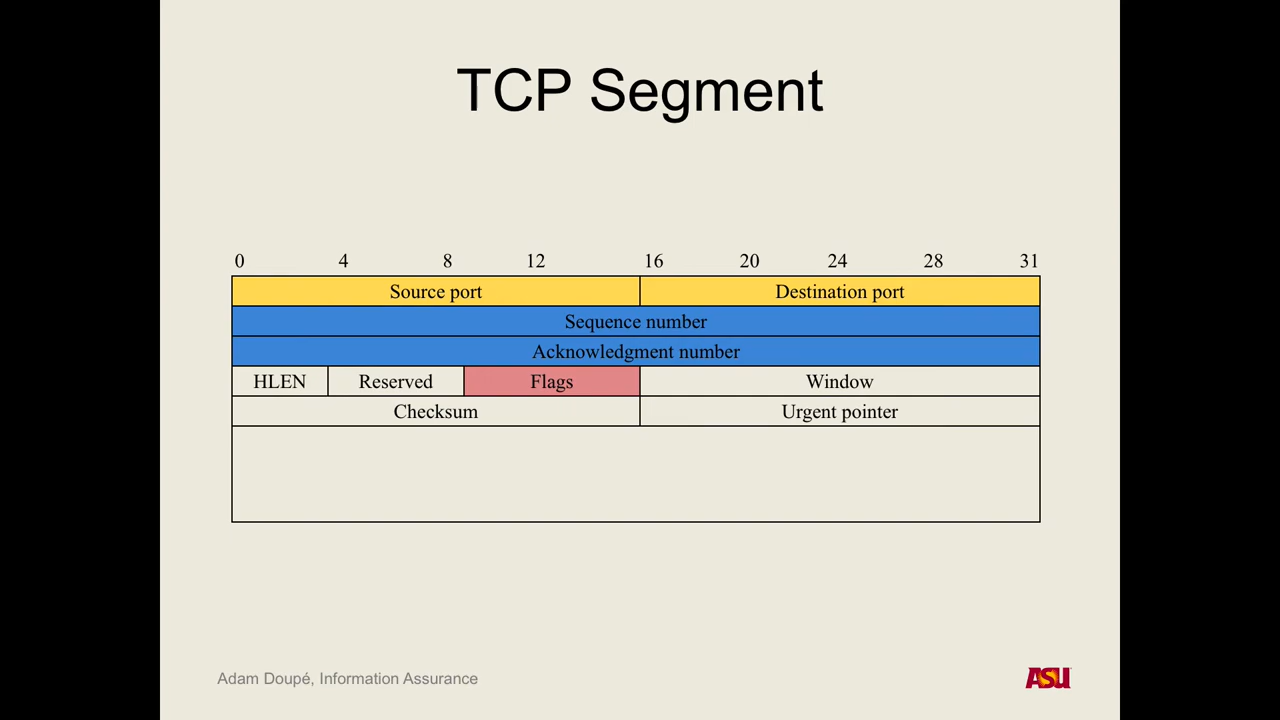 TCP Segment
0 4 8 12 16 20 24 28 31
Source port Destination port
Sequence number
Acknowledgment number
HLEN Reserved Flags Window
Checksum Urgent pointer
Adam Doupé, Information Assurance
ASU